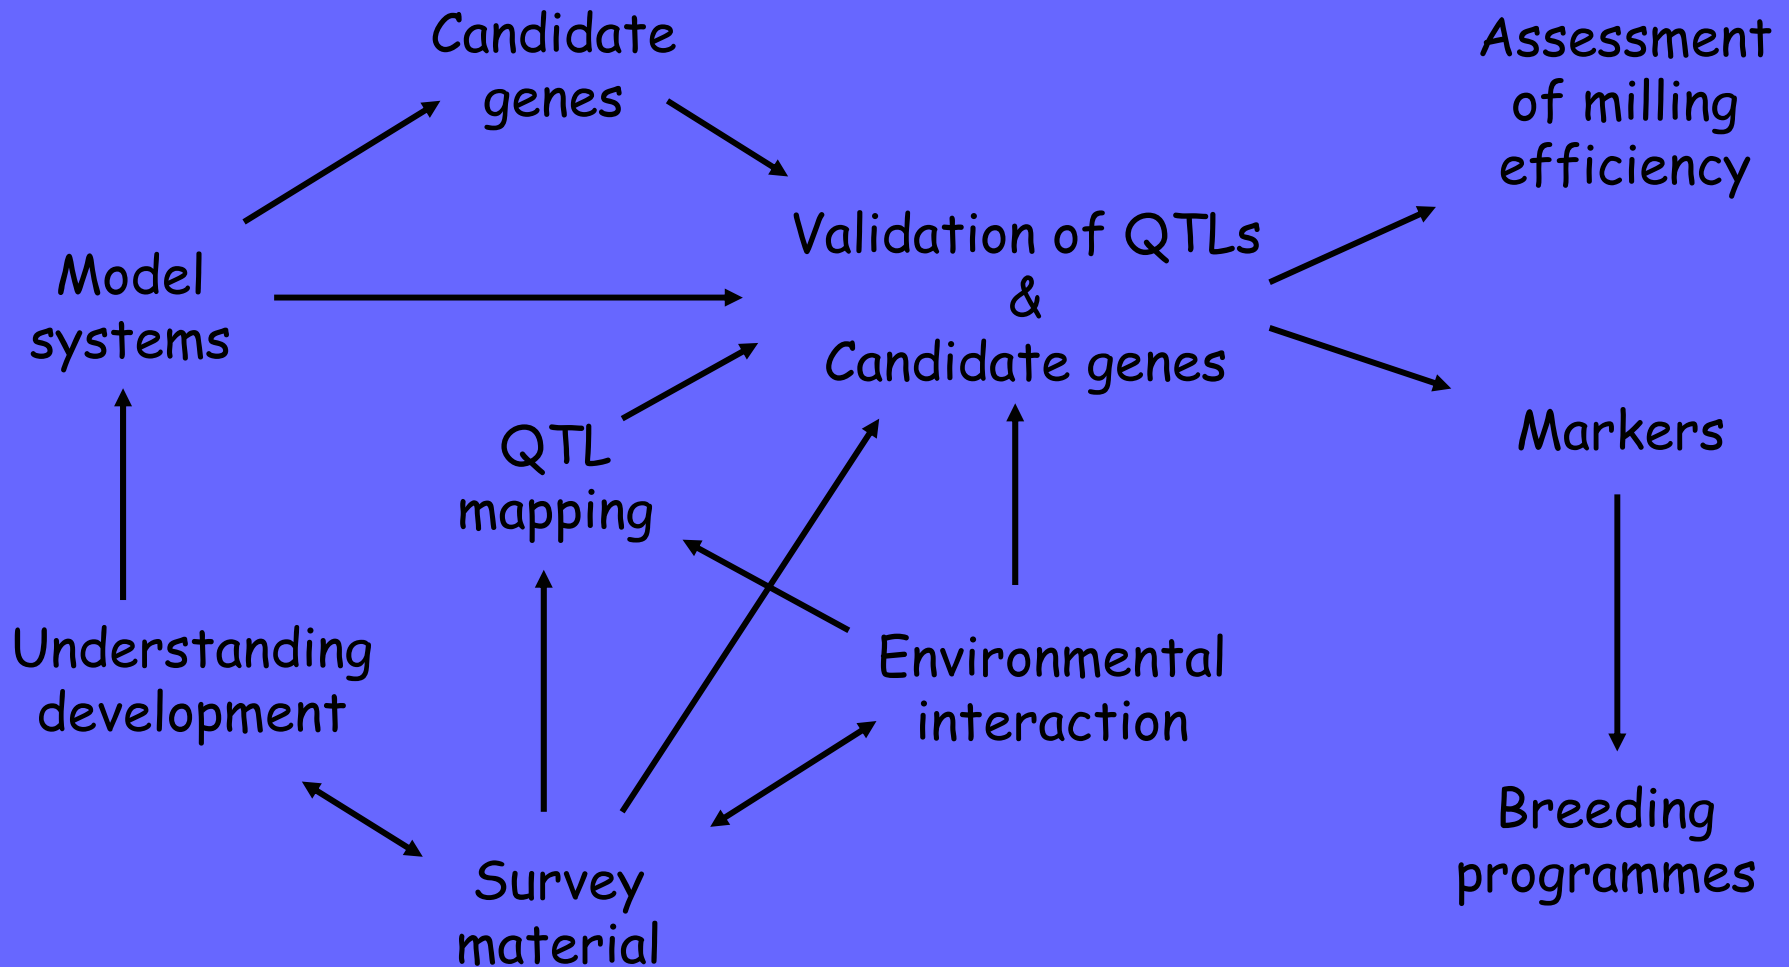 Candidate
genes
Assessment
of milling
efficiency
Validation of QTLs
&
Candidate genes
Model
systems
QTL
mapping
Markers
Understanding
development
Environmental
interaction
Breeding
programmes
Survey
material